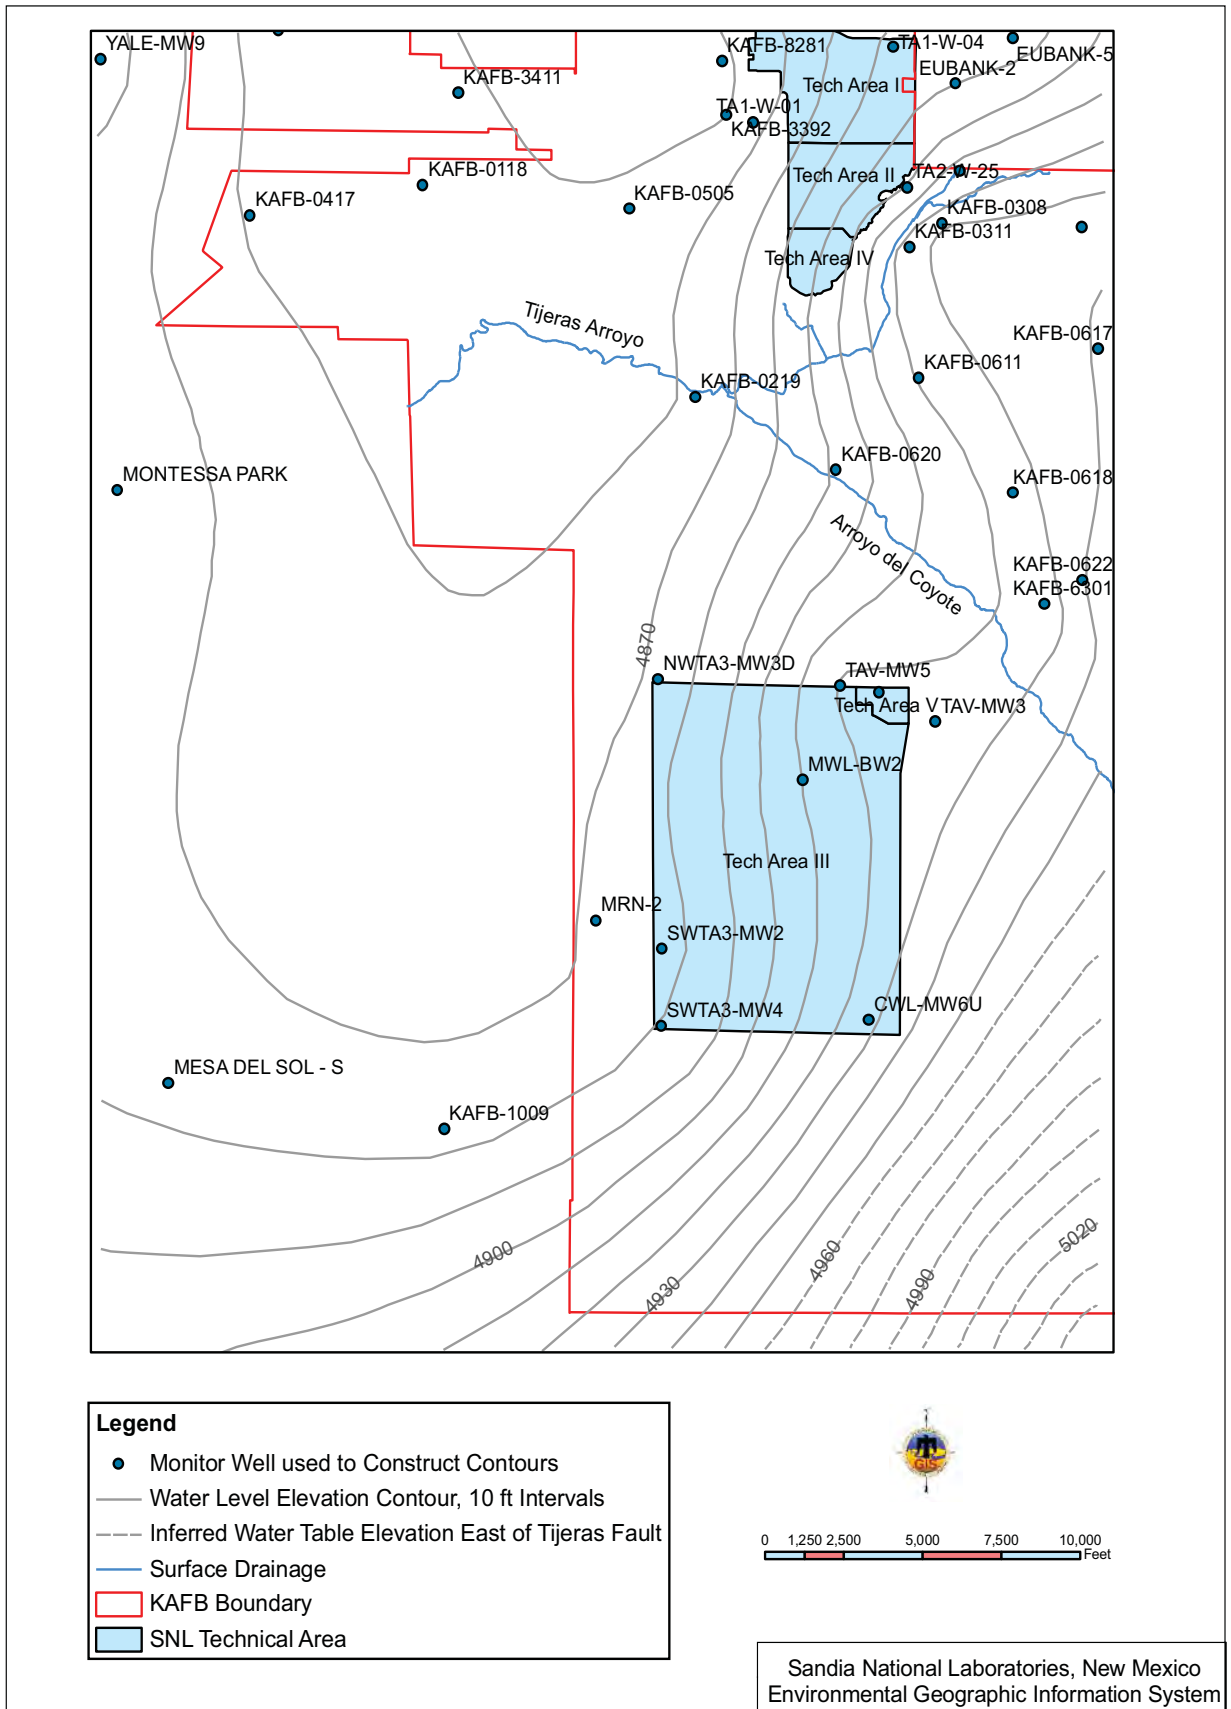 YALE-MW9
KAFB-8281
TA1-W-04
EUBANK-5
EUBANK-2
KAFB-3411
Tech Area I
TA1-W-01
KAFB-3392
KAFB-0118
Tech Area II
TA2-W-25
KAFB-0417
KAFB-0505
KAFB-0308
KAFB-0311
Tech Area IV
Tijeras Arroyo
KAFB-0617
KAFB-0219
KAFB-0611
MONTESSA PARK
KAFB-0620
KAFB-0618
Arroyo del Coyote
KAFB-0622
KAFB-6301
4870
NWTA3-MW3D
TAV-MW5
Tech Area V
TAV-MW3
MWL-BW2
Tech Area III
MRN-2
SWTA3-MW2
SWTA3-MW4
CWL-MW6U
MESA DEL SOL - S
KAFB-1009
4900
4930
4960
4990
5020
Legend
Monitor Well used to Construct Contours
Water Level Elevation Contour, 10 ft Intervals
Inferred Water Table Elevation East of Tijeras Fault
Surface Drainage
KAFB Boundary
SNL Technical Area
GIS
0 1,250 2,500 5,000 7,500 10,000
Feet
Sandia National Laboratories, New Mexico
Environmental Geographic Information System